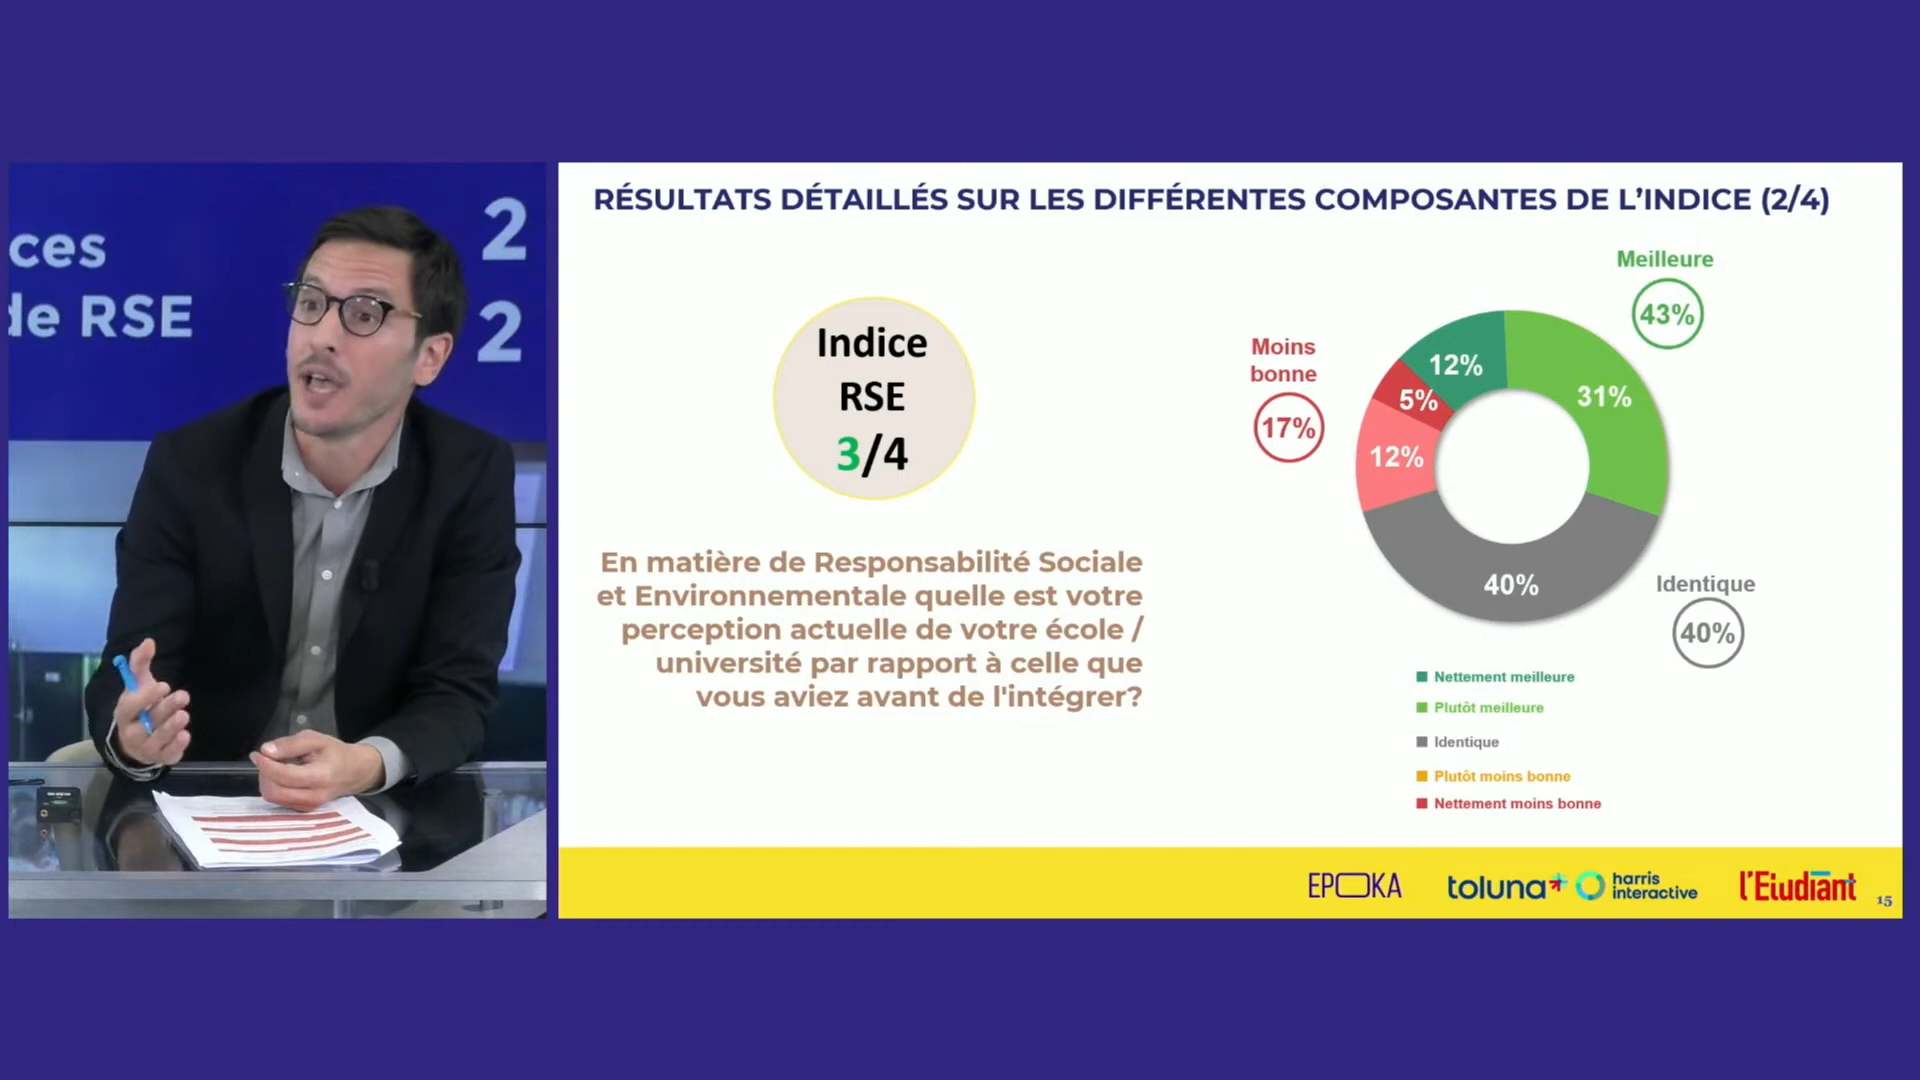 ces
de RSE
2
2
RÉSULTATS DÉTAILLÉS SUR LES DIFFÉRENTES COMPOSANTES DE L'INDICE (2/4)
Indice
RSE
3/4
En matière de Responsabilité Sociale
et Environnementale quelle est votre
perception actuelle de votre école /
université par rapport à celle que
vous aviez avant de l'intégrer?
Meilleure
43%
Moins
bonne
17%
12%
31%
5%
12%
40%
Identique
40%
Nettement meilleure
Plutôt meilleure
Identique
Plutôt moins bonne
Nettement moins bonne
EPOKA
toluna*
harris
interactive
l'Etudiant
15